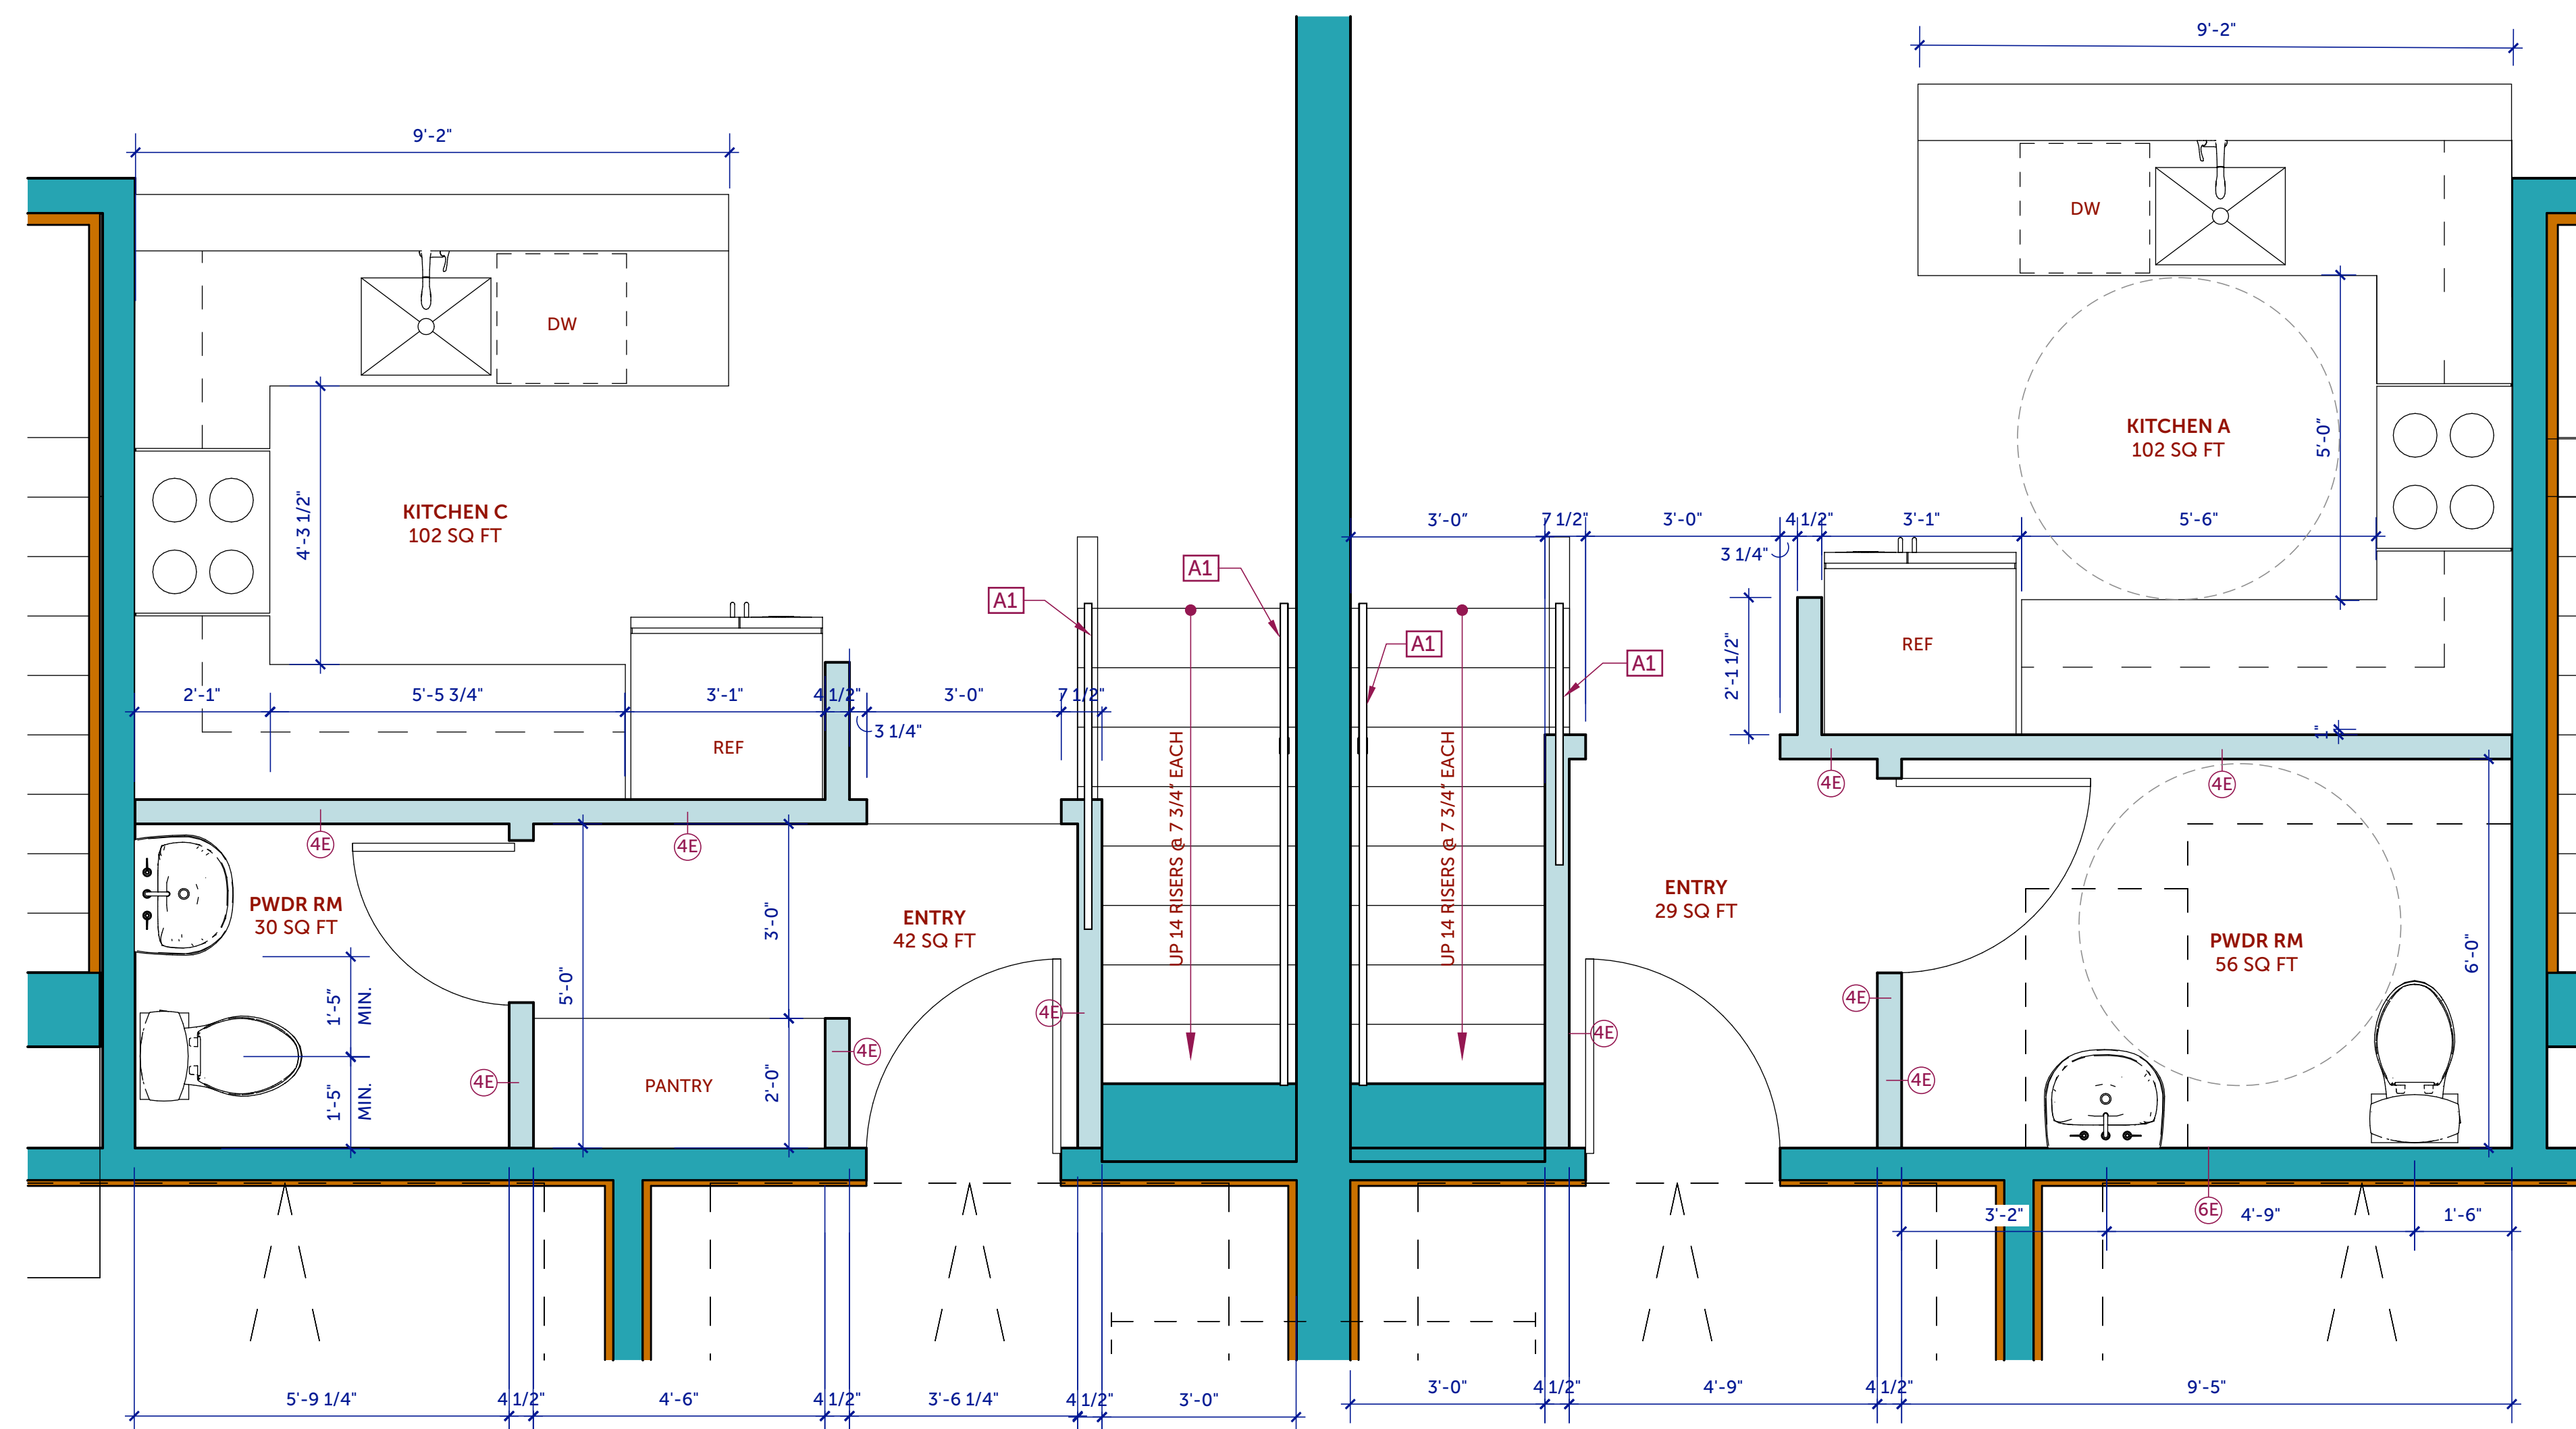 9'-2"
9'-2"
DW
DW
KITCHEN A
102 SQ FT
5'-0"
KITCHEN C
102 SQ FT
4'-3 1/2"
3'-0"
7 1/2"
3'-0"
4 1/2"
3'-1"
5'-6"
3 1/4"
A1
A1
A1
A1
2'-1 1/2"
REF
2'-1"
5'-5 3/4"
3'-1"
4 1/2"
3'-0"
7 1/2"
3 1/4"
REF
1"
UP 14 RISERS @ 7 3/4" EACH
UP 14 RISERS @ 7 3/4" EACH
4E
4E
4E
4E
PWDR RM
30 SQ FT
ENTRY
42 SQ FT
ENTRY
29 SQ FT
PWDR RM
56 SQ FT
3'-0"
5'-0"
6'-0"
1'-5"
MIN.
1'-5"
MIN.
4E
4E
4E
4E
4E
4E
PANTRY
2'-0"
6E
3'-2"
4'-9"
1'-6"
5'-9 1/4"
4 1/2"
4'-6"
4 1/2"
3'-6 1/4"
4 1/2"
3'-0"
3'-0"
4 1/2"
4'-9"
4 1/2"
9'-5"